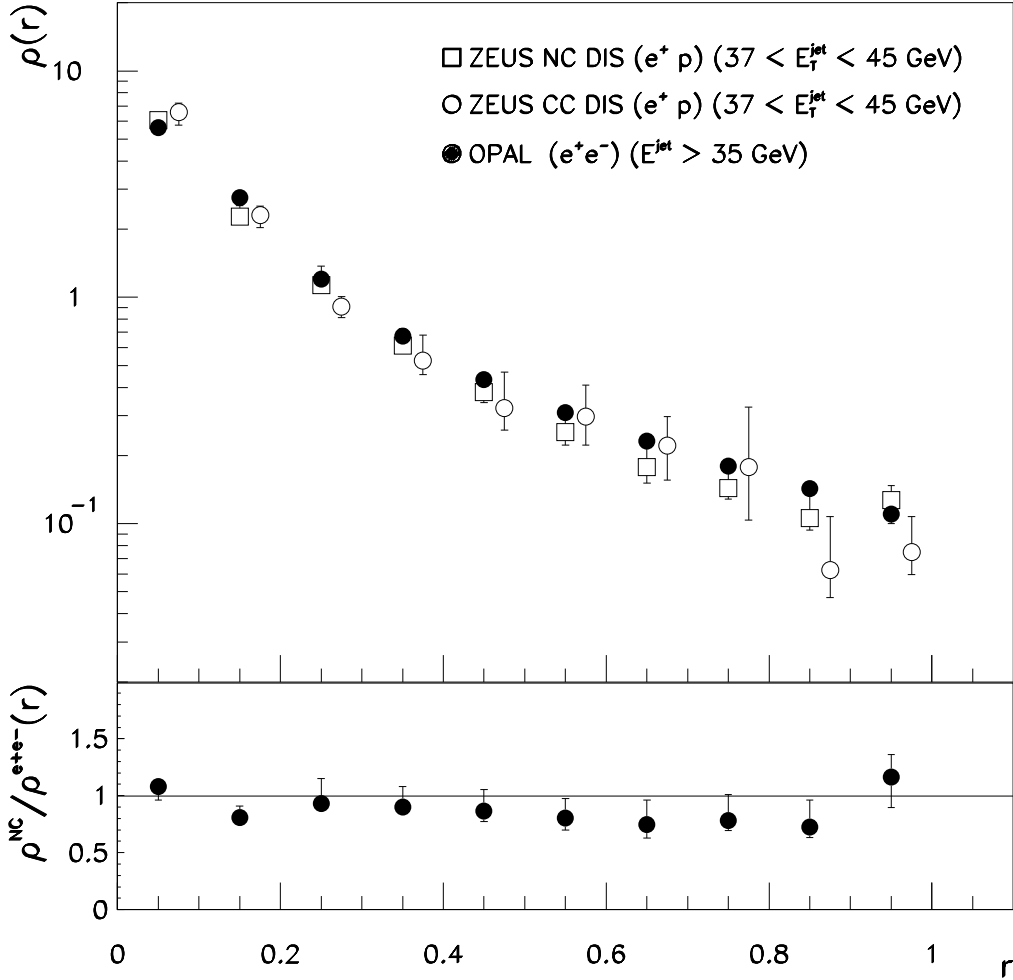 ρ(r)
□ ZEUS NC DIS (e⁺ p) (37 < E_T^jet < 45 GeV)
○ ZEUS CC DIS (e⁺ p) (37 < E_T^jet < 45 GeV)
● OPAL (e⁺e⁻) (E^jet > 35 GeV)
10
1
10⁻¹
ρ^NC/ρ^e+e-(r)
1.5
1
0.5
0
0 0.2 0.4 0.6 0.8 1
r